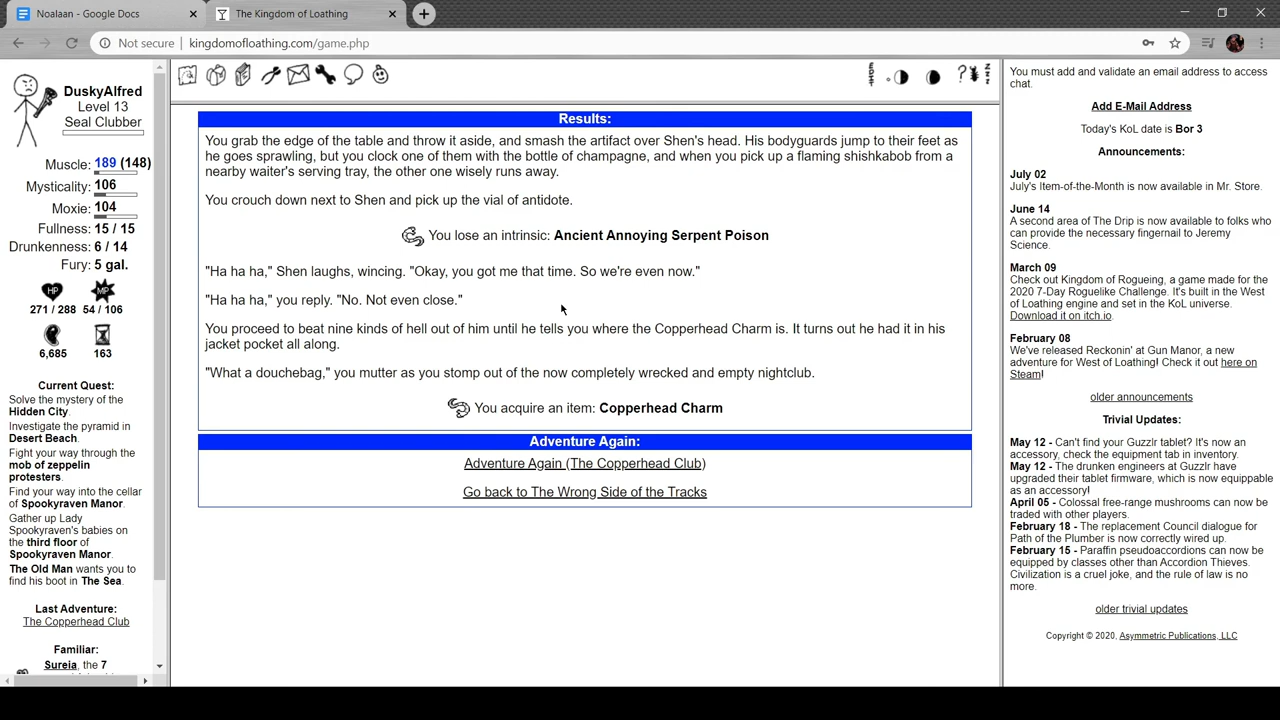 Noalaan - Google Docs
The Kingdom of Loathing
Not secure | kingdomofloathing.com/game.php
DuskyAlfred
Level 13
Seal Clubber
Muscle: 189 (148)
Mysticality: 106
Moxie: 104
Fullness: 15 / 15
Drunkenness: 6 / 14
Fury: 5 gal.
HP
MP
271 / 288
54 / 106
6,685
163
Current Quest:
Solve the mystery of the
Hidden City.
Investigate the pyramid in
Desert Beach.
Fight your way through the
mob of zeppelin
protesters.
Find your way into the cellar
of Spookyraven Manor.
Gather up Lady
Spookyraven's babies on
the third floor of
Spookyraven Manor.
The Old Man wants you to
find his boot in The Sea.
Last Adventure:
The Copperhead Club
Familiar:
Sureia, the 7
Results:
You grab the edge of the table and throw it aside, and smash the artifact over Shen's head. His bodyguards jump to their feet as
he goes sprawling, but you clock one of them with the bottle of champagne, and when you pick up a flaming shishkabob from a
nearby waiter's serving tray, the other one wisely runs away.
You crouch down next to Shen and pick up the vial of antidote.
You lose an intrinsic: Ancient Annoying Serpent Poison
"Ha ha ha," Shen laughs, wincing. "Okay, you got me that time. So we're even now."
"Ha ha ha," you reply. "No. Not even close."
You proceed to beat nine kinds of hell out of him until he tells you where the Copperhead Charm is. It turns out he had it in his
jacket pocket all along.
"What a douchebag," you mutter as you stomp out of the now completely wrecked and empty nightclub.
You acquire an item: Copperhead Charm
Adventure Again:
Adventure Again (The Copperhead Club)
Go back to The Wrong Side of the Tracks
You must add and validate an email address to access
chat.
Add E-Mail Address
Today's KoL date is Bor 3
Announcements:
July 02
July's Item-of-the-Month is now available in Mr. Store.
June 14
A second area of The Drip is now available to folks who
can provide the necessary fingernail to Jeremy
Science.
March 09
Check out Kingdom of Rogueing, a game made for the
2020 7-Day Roguelike Challenge. It's built in the West
of Loathing engine and set in the KoL universe.
Download it on itch.io.
February 08
We've released Reckonin' at Gun Manor, a new
adventure for West of Loathing! Check it out here on
Steam!
older announcements
Trivial Updates:
May 12 - Can't find your Guzzlr tablet? It's now an
accessory, check the equipment tab in inventory.
May 12 - The drunken engineers at Guzzlr have
upgraded their tablet firmware, which is now equippable
as an accessory!
April 05 - Colossal free-range mushrooms can now be
traded with other players.
February 18 - The replacement Council dialogue for
Path of the Plumber is now correctly wired up.
February 15 - Paraffin pseudoaccordions can now be
equipped by classes other than Accordion Thieves.
Civilization is a cruel joke, and the rule of law is no
more.
older trivial updates
Copyright © 2020, Asymmetric Publications, LLC